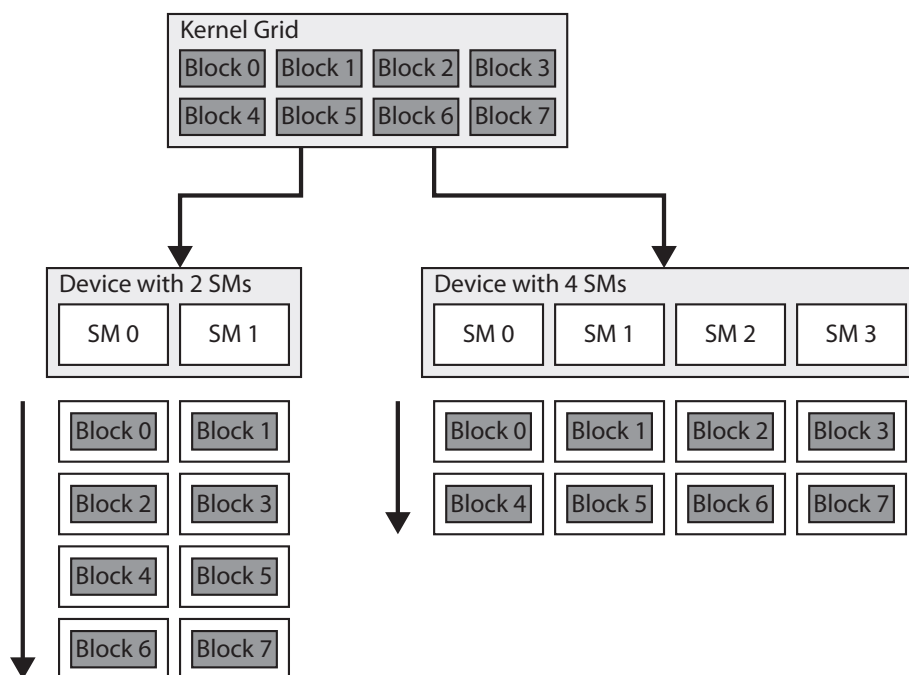 Kernel Grid
Block 0 Block 1 Block 2 Block 3
Block 4 Block 5 Block 6 Block 7
Device with 2 SMs
SM 0 SM 1
Block 0 Block 1
Block 2 Block 3
Block 4 Block 5
Block 6 Block 7
Device with 4 SMs
SM 0 SM 1 SM 2 SM 3
Block 0 Block 1 Block 2 Block 3
Block 4 Block 5 Block 6 Block 7